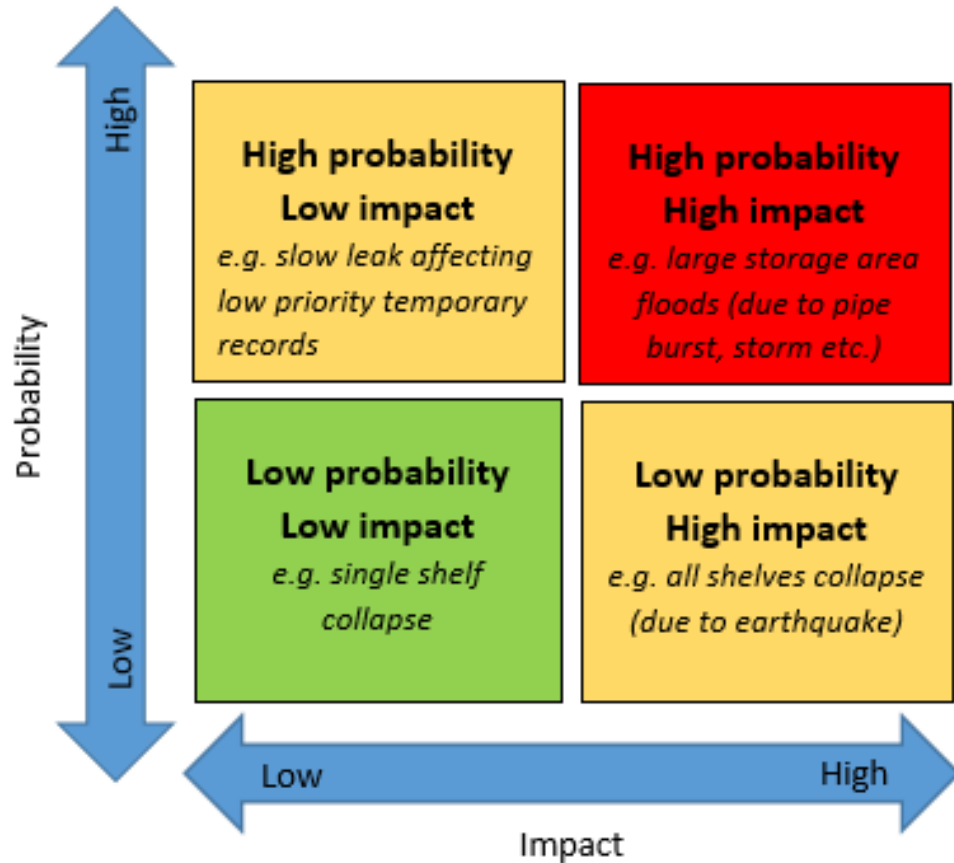 High
High probability
Low impact
e.g. slow leak affecting
low priority temporary
records
High probability
High impact
e.g. large storage area
floods (due to pipe
burst, storm etc.)
Probability
Low probability
Low impact
e.g. single shelf
collapse
Low probability
High impact
e.g. all shelves collapse
(due to earthquake)
Low
Low
High
Impact